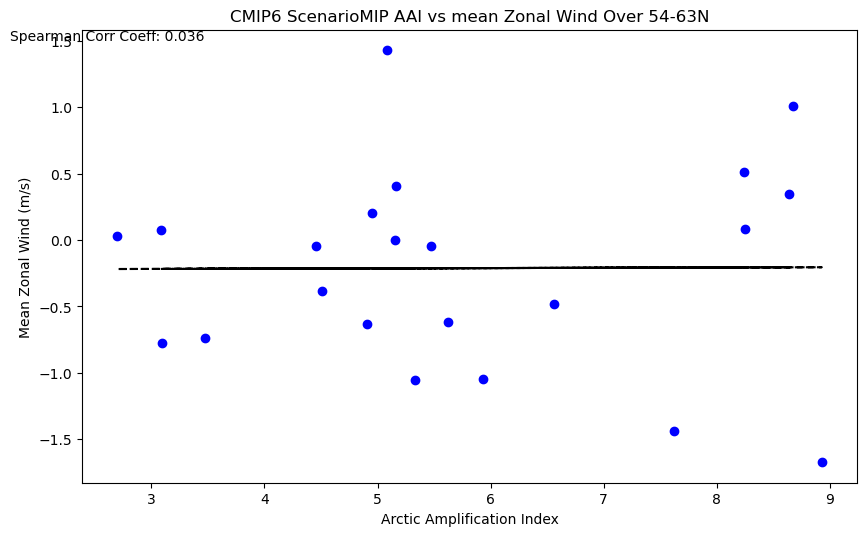 CMIP6 ScenarioMIP AAI vs mean Zonal Wind Over 54-63N
Spearman Corr Coeff: 0.036
1.5
1.0
0.5
0.0
−0.5
−1.0
−1.5
Mean Zonal Wind (m/s)
3 4 5 6 7 8 9
Arctic Amplification Index